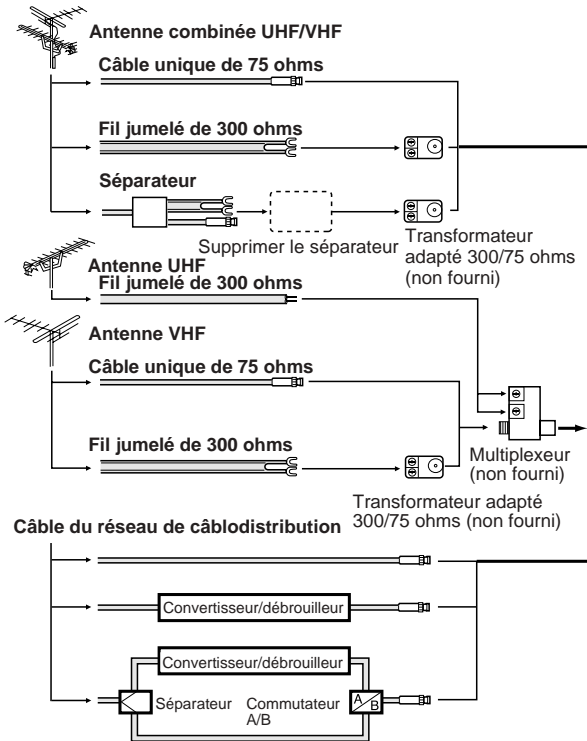 Antenne combinée UHF/VHF
Câble unique de 75 ohms
Fil jumelé de 300 ohms
Séparateur
Supprimer le séparateur
Transformateur
adapté 300/75 ohms
(non fourni)
Antenne UHF
Fil jumelé de 300 ohms
Antenne VHF
Câble unique de 75 ohms
Fil jumelé de 300 ohms
Multiplexeur
(non fourni)
Transformateur adapté
300/75 ohms (non fourni)
Câble du réseau de câblodistribution
Convertisseur/débrouilleur
Convertisseur/débrouilleur
Séparateur
Commutateur
A/B
A
B